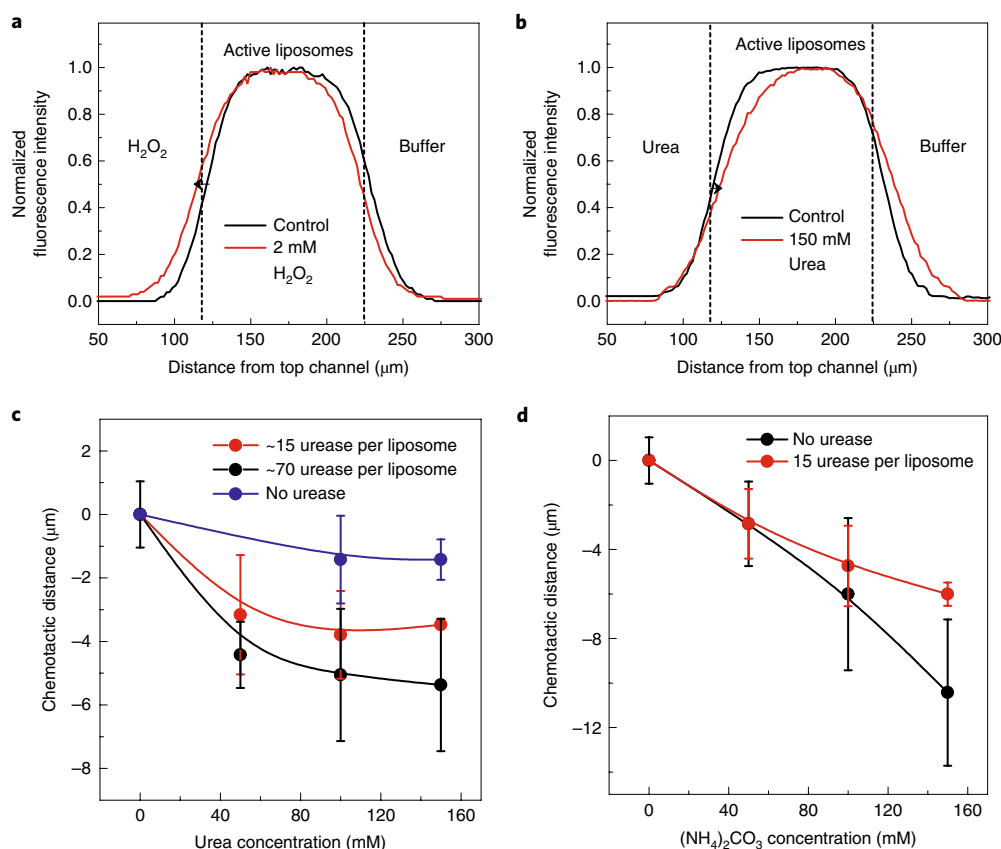 a
Active liposomes
H₂O₂
Buffer
Control
2 mM
H₂O₂
Normalized
fluorescence intensity
1.0
0.8
0.6
0.4
0.2
0.0
50
100
150
200
250
300
Distance from top channel (μm)
b
Active liposomes
Urea
Buffer
Control
150 mM
Urea
Normalized
fluorescence intensity
1.0
0.8
0.6
0.4
0.2
0.0
50
100
150
200
250
300
Distance from top channel (μm)
c
~15 urease per liposome
~70 urease per liposome
No urease
Chemotactic distance (μm)
2
0
−2
−4
−6
−8
0
40
80
120
160
Urea concentration (mM)
d
No urease
15 urease per liposome
Chemotactic distance (μm)
0
−4
−8
−12
0
40
80
120
160
(NH₄)₂CO₃ concentration (mM)